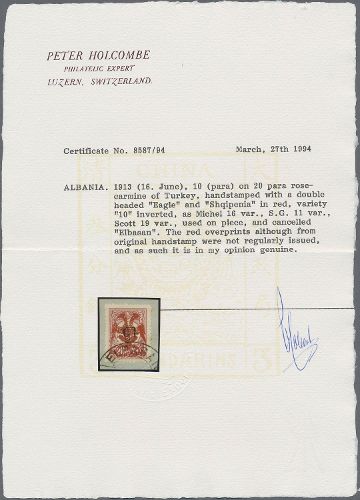 PETER HOLCOMBE
PHILATELIC EXPERT
LUZERN, SWITZERLAND.
Certificate No. 8587/94 March, 27th 1994
ALBANIA. 1913 (16. June), 10 (para) on 20 para rose-
carmine of Turkey, handstamped with a double
headed "Eagle" and "Shqipenia" in red, variety
"10" inverted, as Michel 16 var., S.G. 11 var.,
Scott 19 var., used on piece, and cancelled
"Elbasan". The red overprints although from
original handstamp were not regularly issued,
and as such it is in my opinion genuine.